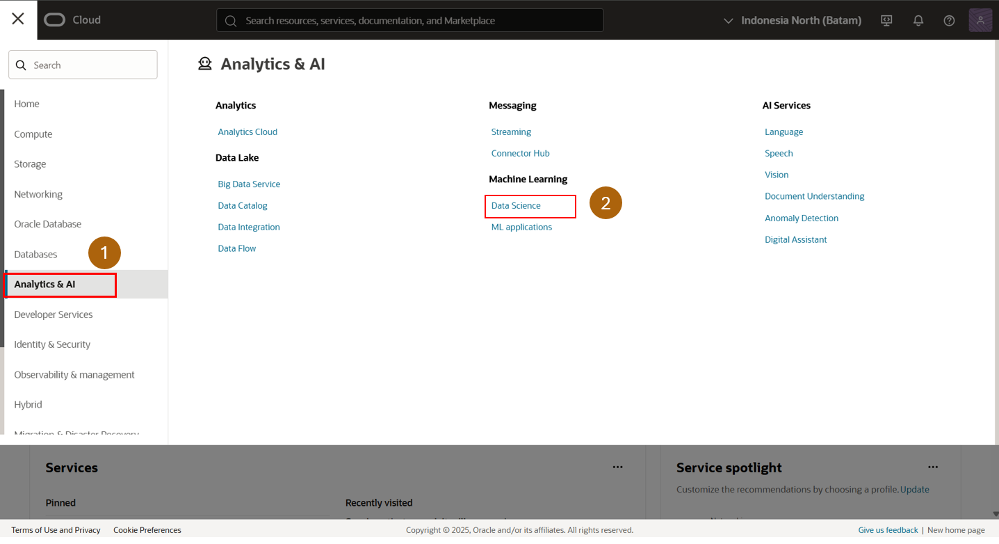 Cloud
Search resources, services, documentation, and Marketplace
Indonesia North (Batam)
Search
Home
Compute
Storage
Networking
Oracle Database
Databases
1
Analytics & AI
Developer Services
Identity & Security
Observability & management
Hybrid
Migration & Disaster Recovery
Analytics & AI
Analytics
Analytics Cloud
Data Lake
Big Data Service
Data Catalog
Data Integration
Data Flow
Messaging
Streaming
Connector Hub
Machine Learning
Data Science
2
ML applications
AI Services
Language
Speech
Vision
Document Understanding
Anomaly Detection
Digital Assistant
Services
Pinned
Recently visited
Service spotlight
Customize the recommendations by choosing a profile. Update
Terms of Use and Privacy
Cookie Preferences
Copyright © 2025, Oracle and/or its affiliates. All rights reserved.
Give us feedback | New home page